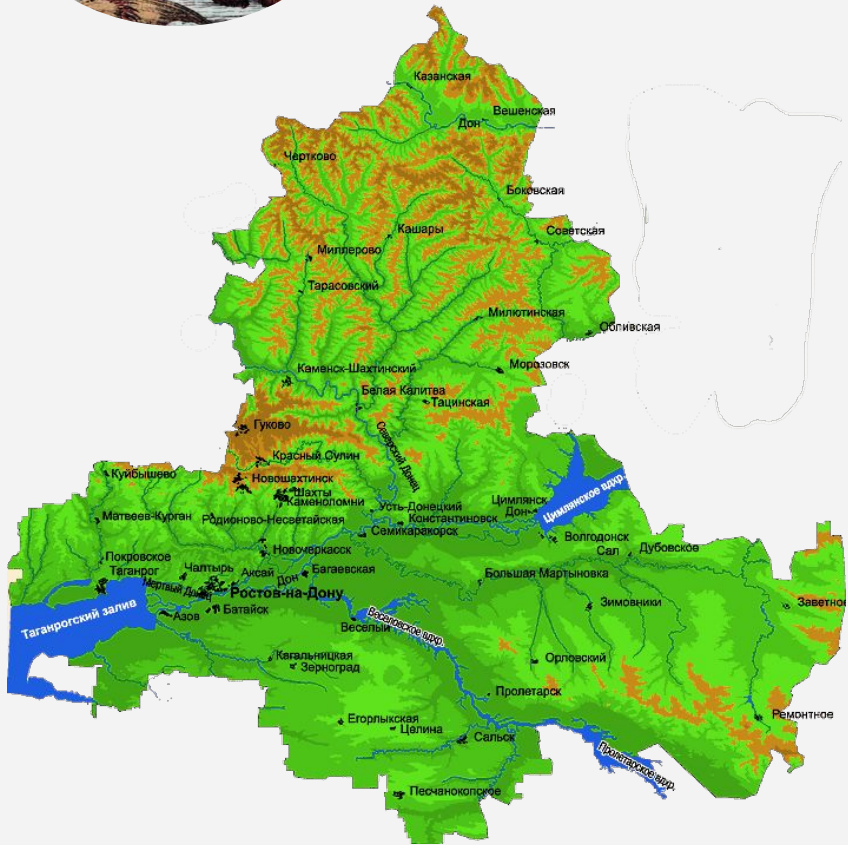 Казанская
Вешенская
Дон
Чертково
Боковская
Кашары
Советская
Миллерово
Тарасовский
Милютинская
Обливская
Каменск-Шахтинский
Морозовск
Белая Калитва
Тацинская
Гуково
Северский Донец
Красный Сулин
Куйбышево
Новошахтинск
Шахты
Каменоломни
Цимлянское вдхр.
Цимлянск
Дон
Усть-Донецкий
Матвеев-Курган
Родионово-Несветайская
Константиновск
Семикаракорск
Волгодонск
Сал
Дубовское
Новочеркасск
Покровское
Таганрог
Чалтырь
Аксай
Дон
Багаевская
Большая Мартыновка
Мертвый Донец
Ростов-на-Дону
Зимовники
Заветное
Таганрогский залив
Азов
Батайск
Веселый
Веселовское вдхр.
Кагальницкая
Зерноград
Орловский
Пролетарск
Ремонтное
Егорлыкская
Целина
Сальск
Пролетарское вдхр.
Песчанокопское